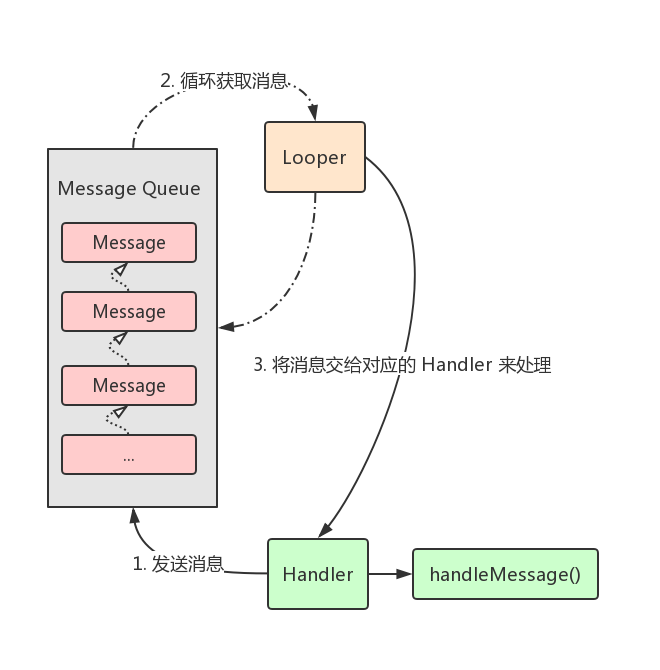 2. 循环获取消息
Looper
Message Queue
Message
Message
3. 将消息交给对应的 Handler 来处理
Message
...
1. 发送消息
Handler
handleMessage()